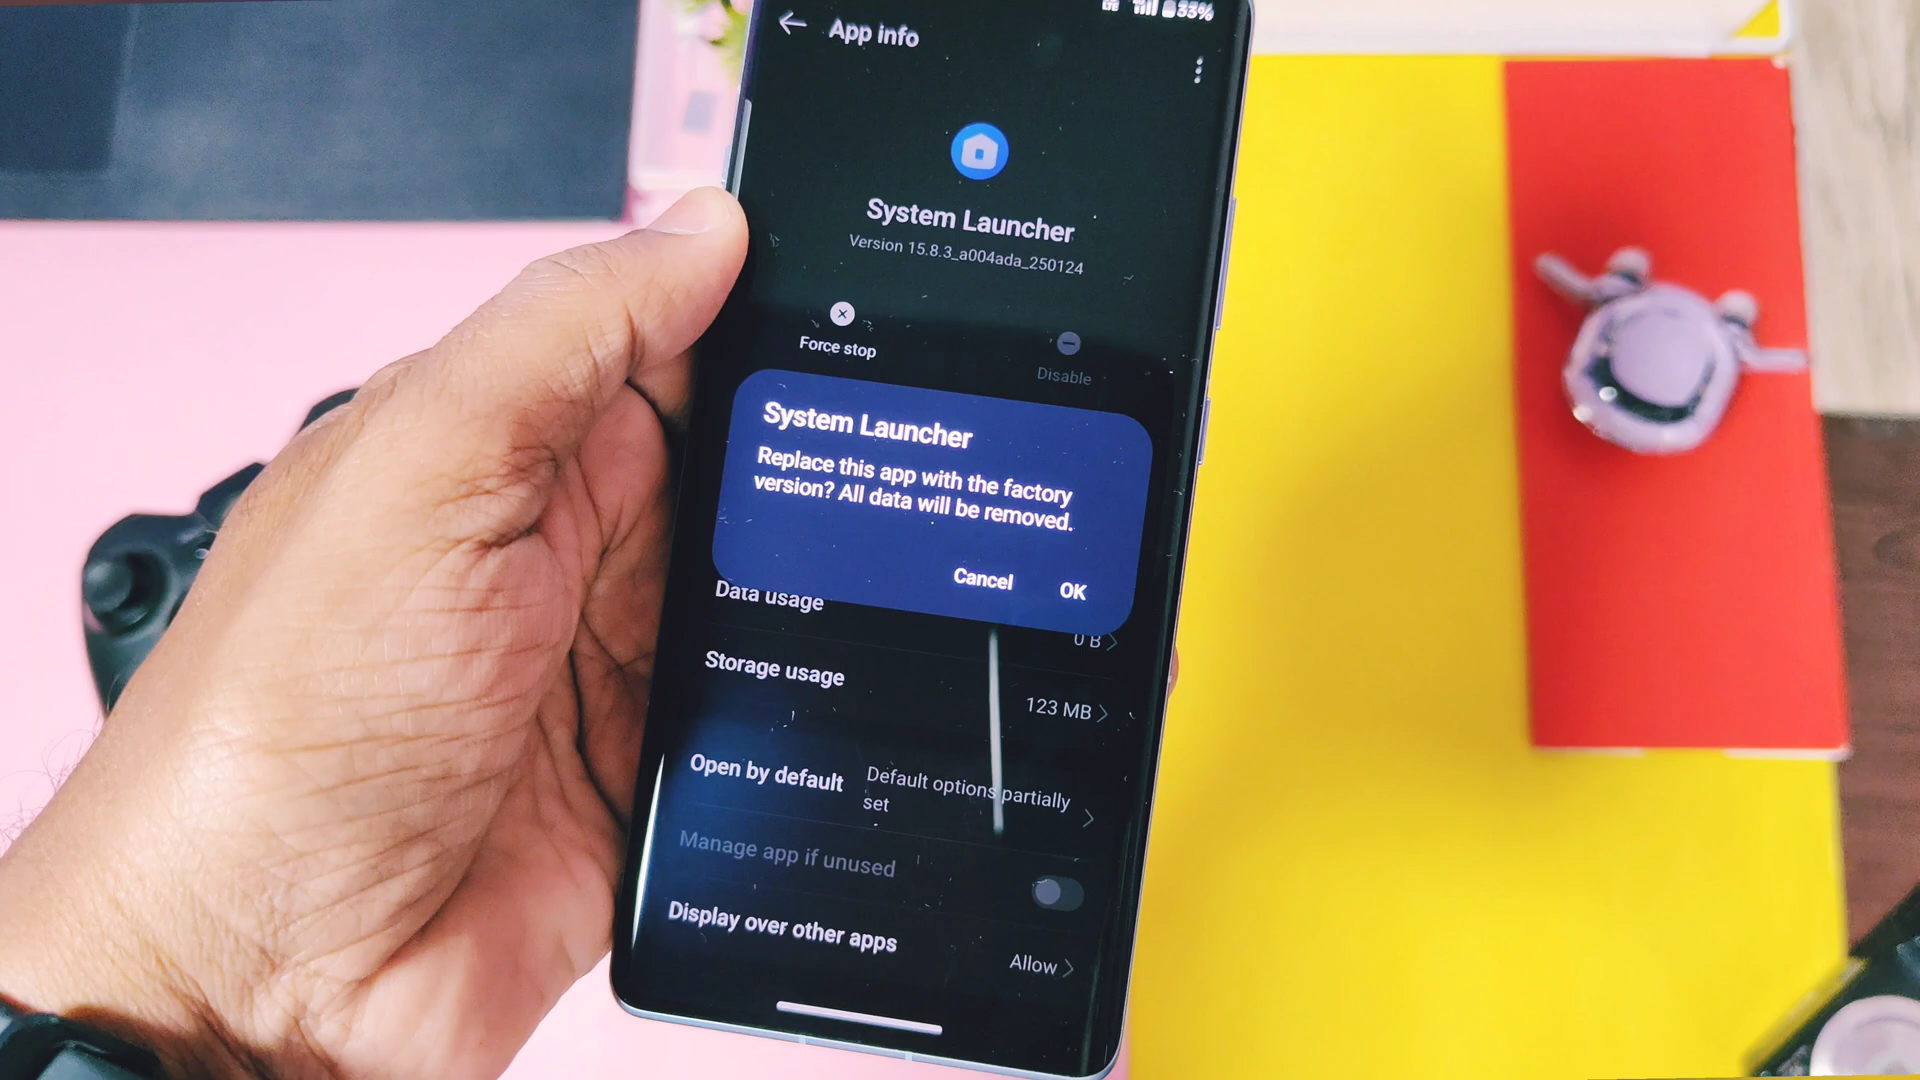 LTE 33%
App info
System Launcher
Version 15.8.3_a004ada_250124
Force stop
Disable
System Launcher
Replace this app with the factory
version? All data will be removed.
Cancel OK
Data usage
0 B
Storage usage
123 MB
Open by default
Default options partially
set
Manage app if unused
Display over other apps
Allow